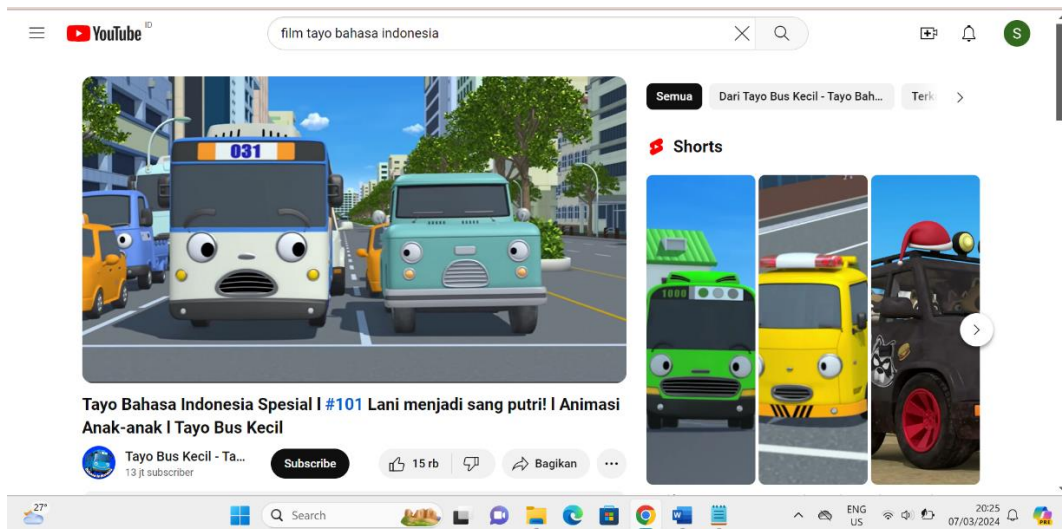 YouTube ID
film tayo bahasa indonesia
S
031
Semua
Dari Tayo Bus Kecil - Tayo Bah...
Shorts
1000
Tayo Bahasa Indonesia Spesial l #101 Lani menjadi sang putri! l Animasi
Anak-anak l Tayo Bus Kecil
Tayo Bus Kecil - Ta...
13 jt subscriber
Subscribe
15 rb
Bagikan
27°
Search
ENG
US
20:25
07/03/2024